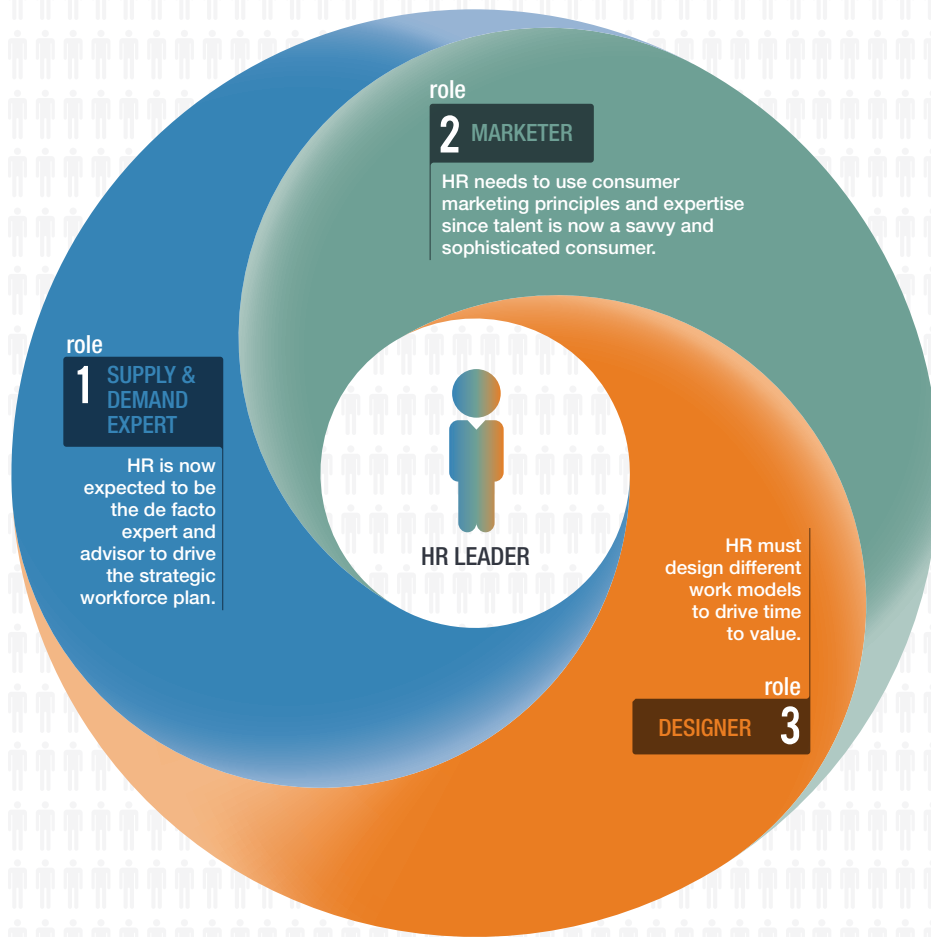 role
1 SUPPLY &
DEMAND
EXPERT
HR is now
expected to be
the de facto
expert and
advisor to drive
the strategic
workforce plan.
role
2 MARKETER
HR needs to use consumer
marketing principles and expertise
since talent is now a savvy and
sophisticated consumer.
HR LEADER
HR must
design different
work models
to drive time
to value.
role
DESIGNER 3